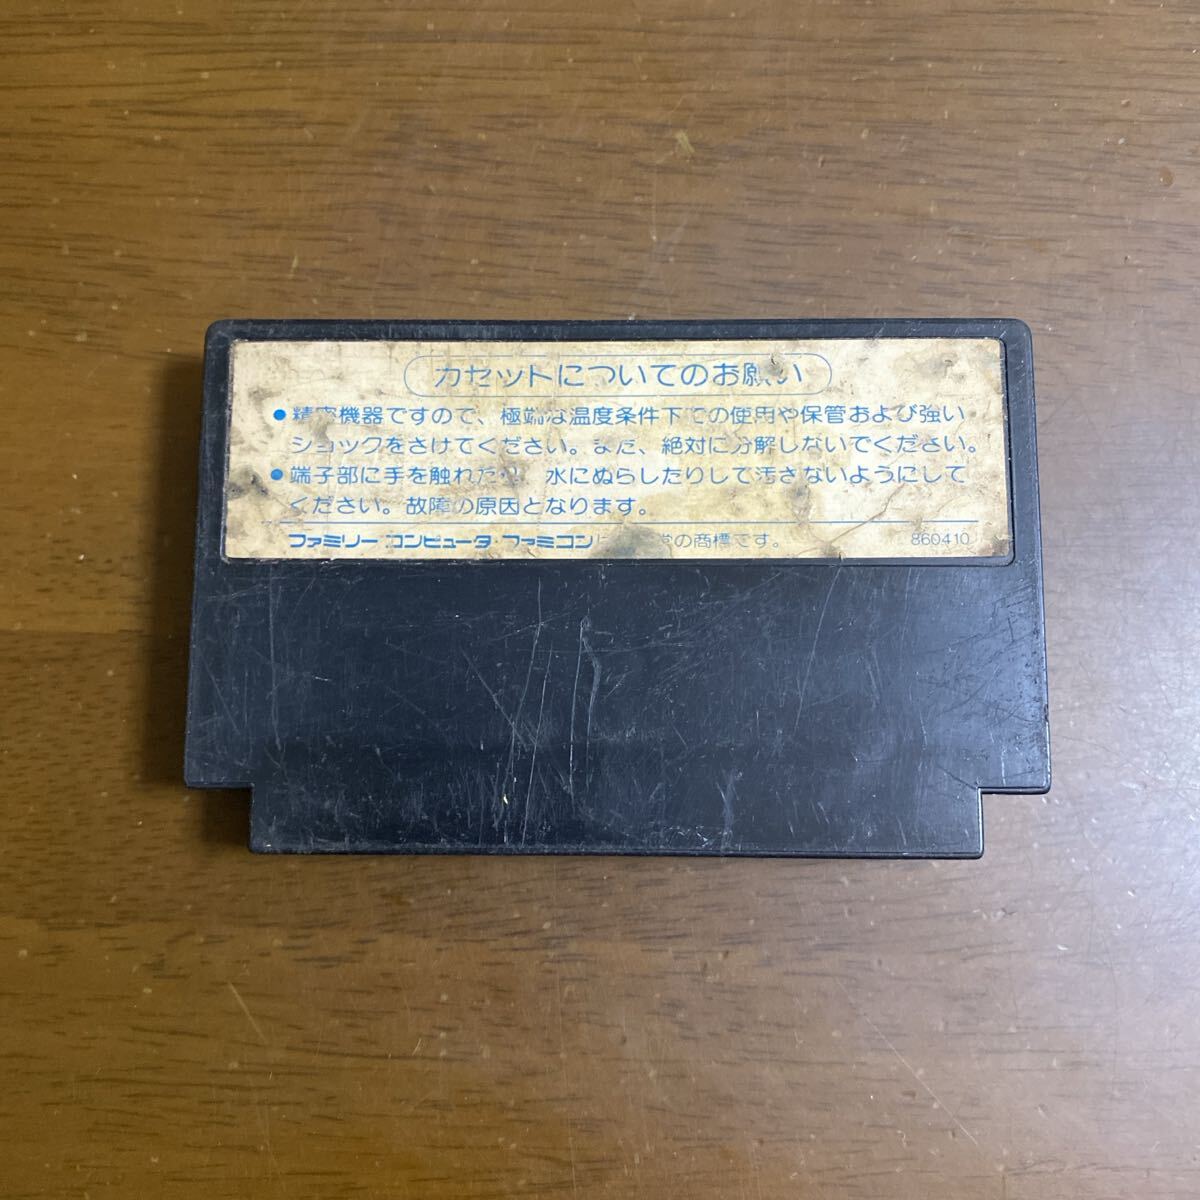 カセットについてのお願い
●精密機器ですので、極端な温度条件下での使用や保管および強い
ショックをさけてください。また、絶対に分解しないでください。
●端子部に手を触れたり、水にぬらしたりして汚さないようにして
ください。故障の原因となります。
ファミリーコンピュータ・ファミコンは の商標です。 860410